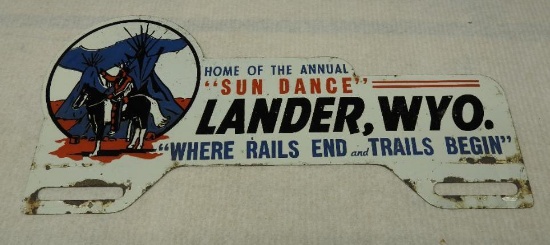 HOME OF THE ANNUAL
"SUN DANCE"
LANDER, WYO.
"WHERE RAILS END and TRAILS BEGIN"